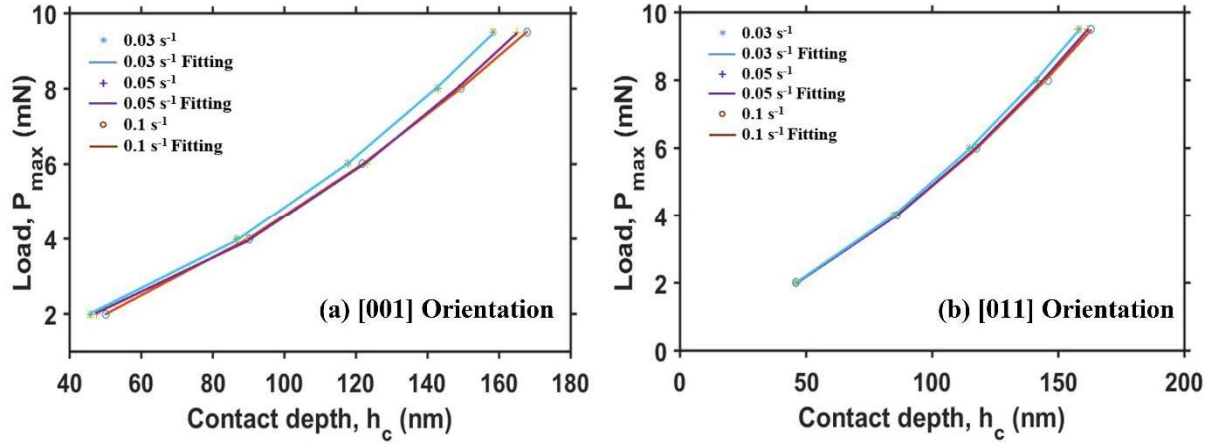 10
8
6
4
2
Load, P_max (mN)
* 0.03 s⁻¹
0.03 s⁻¹ Fitting
+ 0.05 s⁻¹
0.05 s⁻¹ Fitting
o 0.1 s⁻¹
0.1 s⁻¹ Fitting
(a) [001] Orientation
40 60 80 100 120 140 160 180
Contact depth, h_c (nm)
10
8
6
4
2
0
Load, P_max (mN)
* 0.03 s⁻¹
0.03 s⁻¹ Fitting
+ 0.05 s⁻¹
0.05 s⁻¹ Fitting
o 0.1 s⁻¹
0.1 s⁻¹ Fitting
(b) [011] Orientation
0 50 100 150 200
Contact depth, h_c (nm)